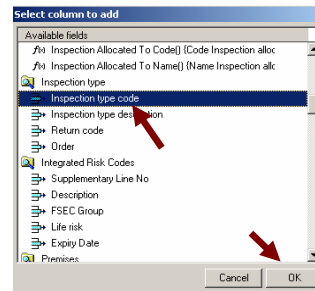 Select column to add
Available fields
f(x) Inspection Allocated To Code() {Code Inspection alloc
f(x) Inspection Allocated To Name() {Name Inspection allc
Inspection type
Inspection type code
Inspection type description
Return code
Order
Integrated Risk Codes
Supplementary Line No
Description
FSEC Group
Life risk
Expiry Date
Premises
Cancel
OK